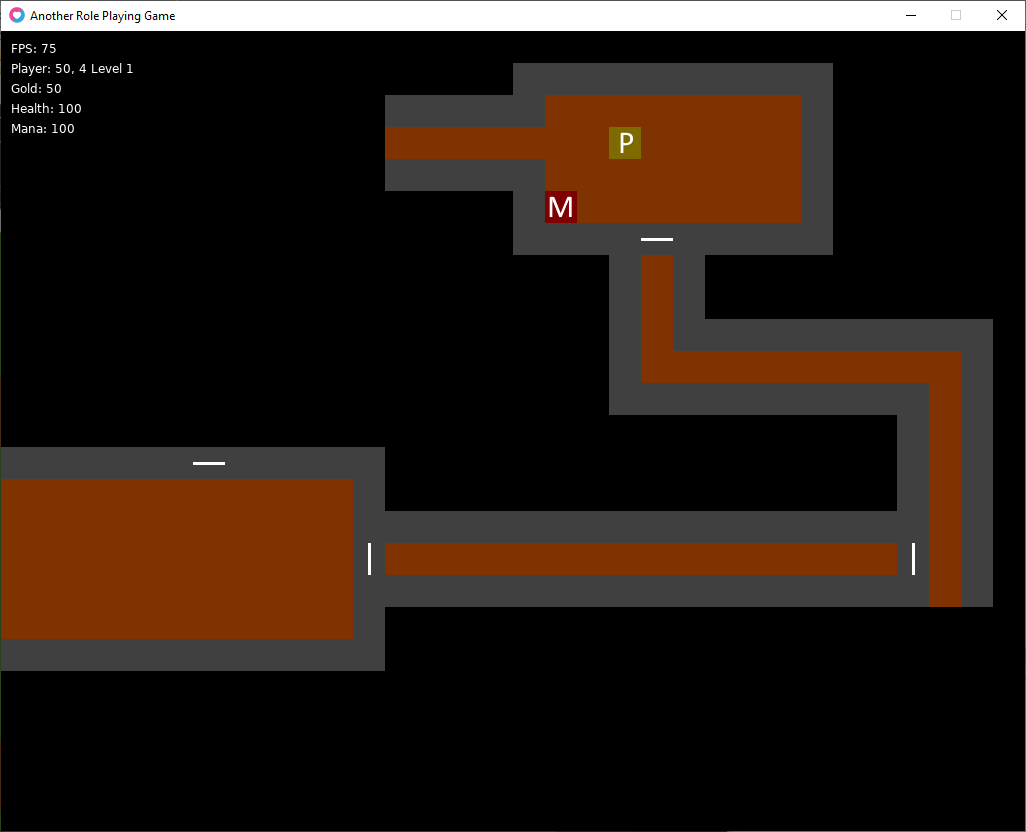 Another Role Playing Game
FPS: 75
Player: 50, 4 Level 1
Gold: 50
Health: 100
Mana: 100
P
M